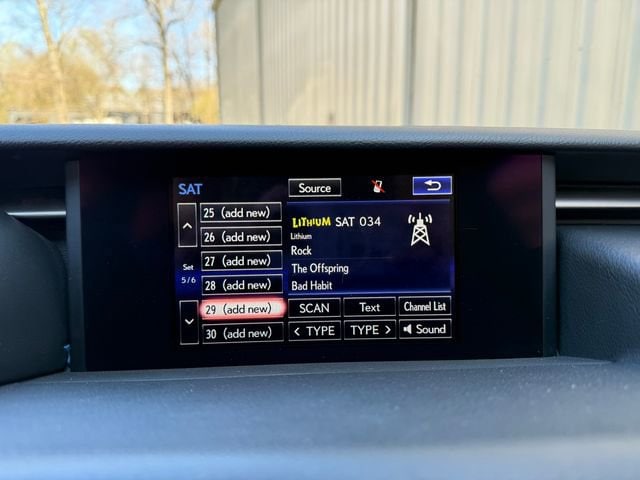 SAT
Source
25 (add new)
26 (add new)
27 (add new)
28 (add new)
29 (add new)
30 (add new)
Set
5/6
LiTHiUM SAT 034
Lithium
Rock
The Offspring
Bad Habit
SCAN
Text
Channel List
< TYPE
TYPE >
Sound